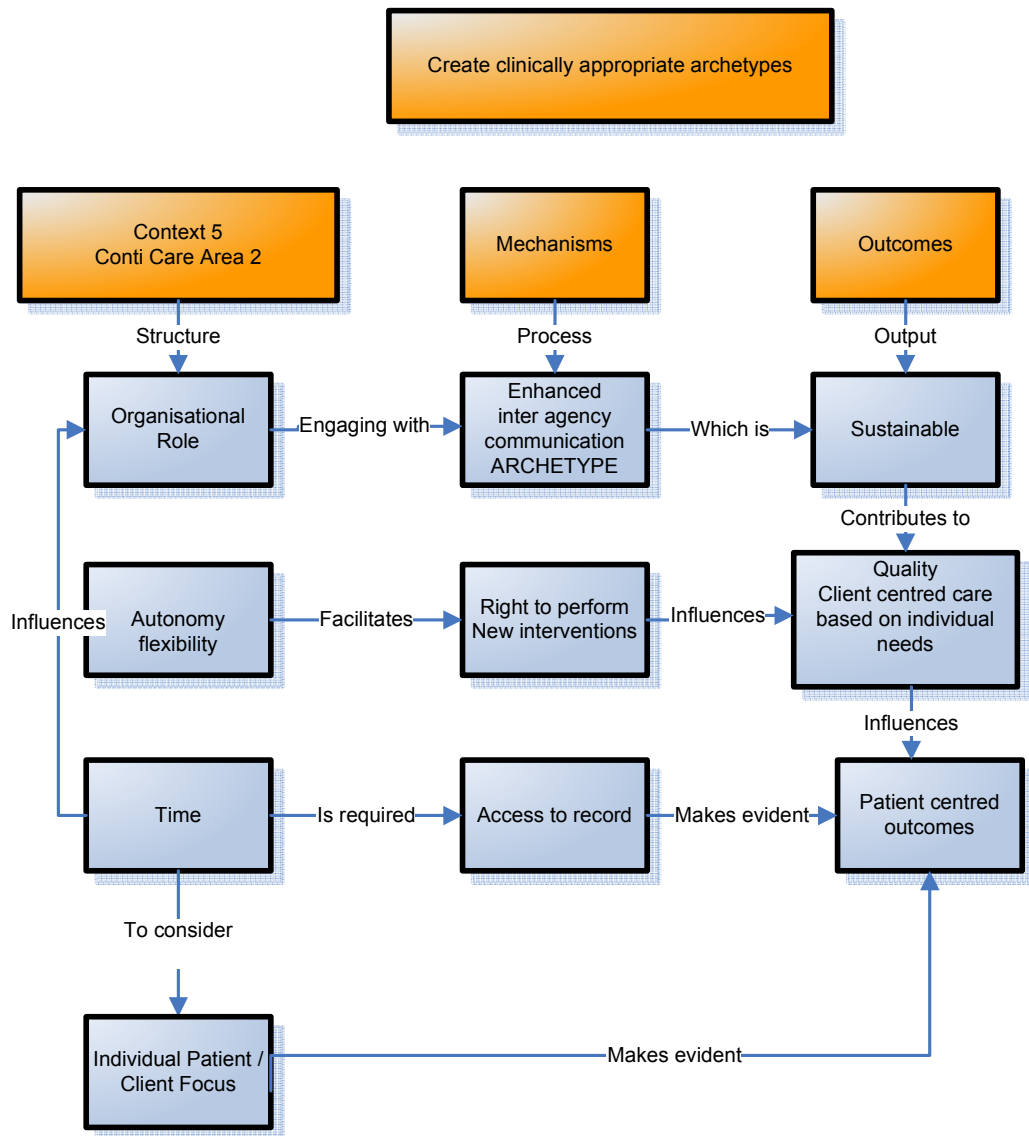 Create clinically appropriate archetypes
Context 5
Conti Care Area 2
Mechanisms
Outcomes
Structure
Process
Output
Organisational
Role
Engaging with
Enhanced
inter agency
communication
ARCHETYPE
Which is
Sustainable
Contributes to
Influences
Autonomy
flexibility
Facilitates
Right to perform
New interventions
Influences
Quality
Client centred care
based on individual
needs
Influences
Time
Is required
Access to record
Makes evident
Patient centred
outcomes
To consider
Individual Patient /
Client Focus
Makes evident